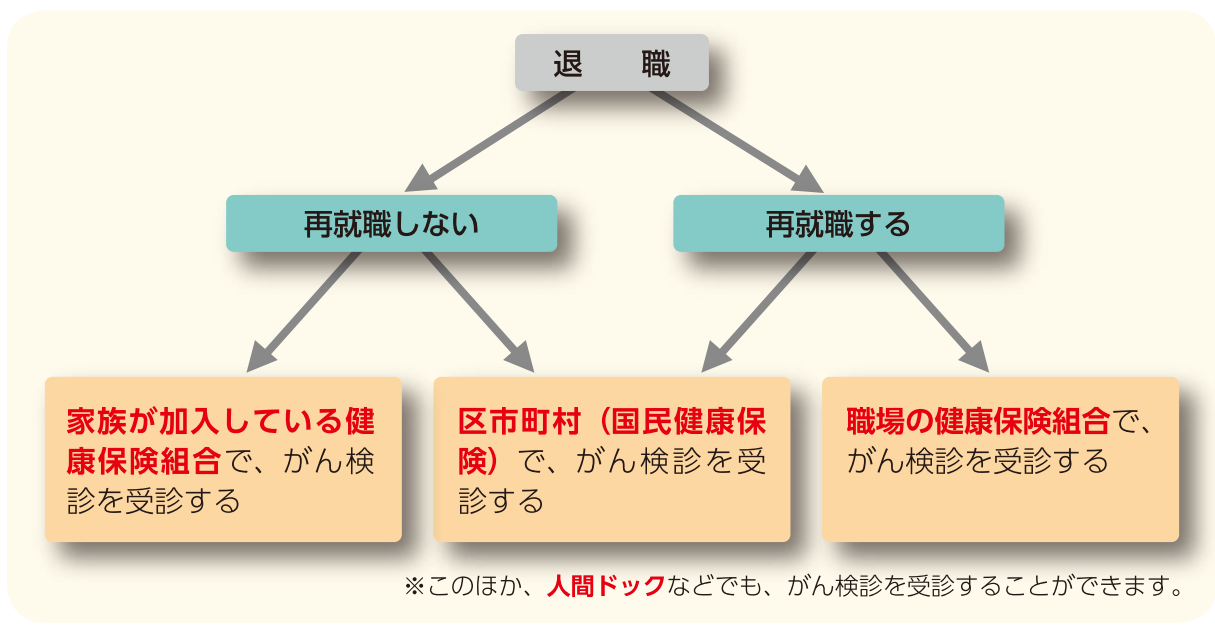 退　職
再就職しない
再就職する
家族が加入している健
康保険組合で、がん検
診を受診する
区市町村（国民健康保
険）で、がん検診を受
診する
職場の健康保険組合で、
がん検診を受診する
※このほか、人間ドックなどでも、がん検診を受診することができます。